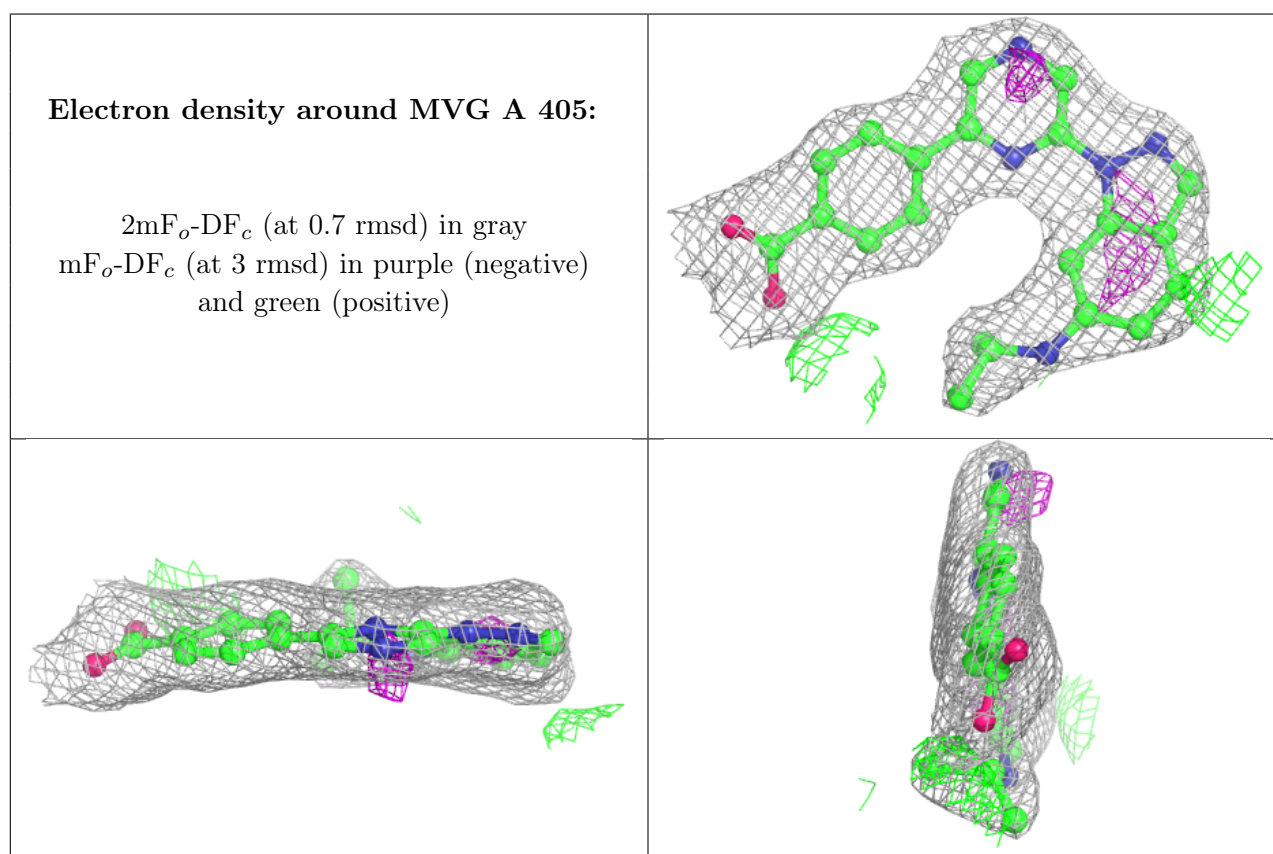 Electron density around MVG A 405:
2mFo-DFc (at 0.7 rmsd) in gray
mFo-DFc (at 3 rmsd) in purple (negative)
and green (positive)